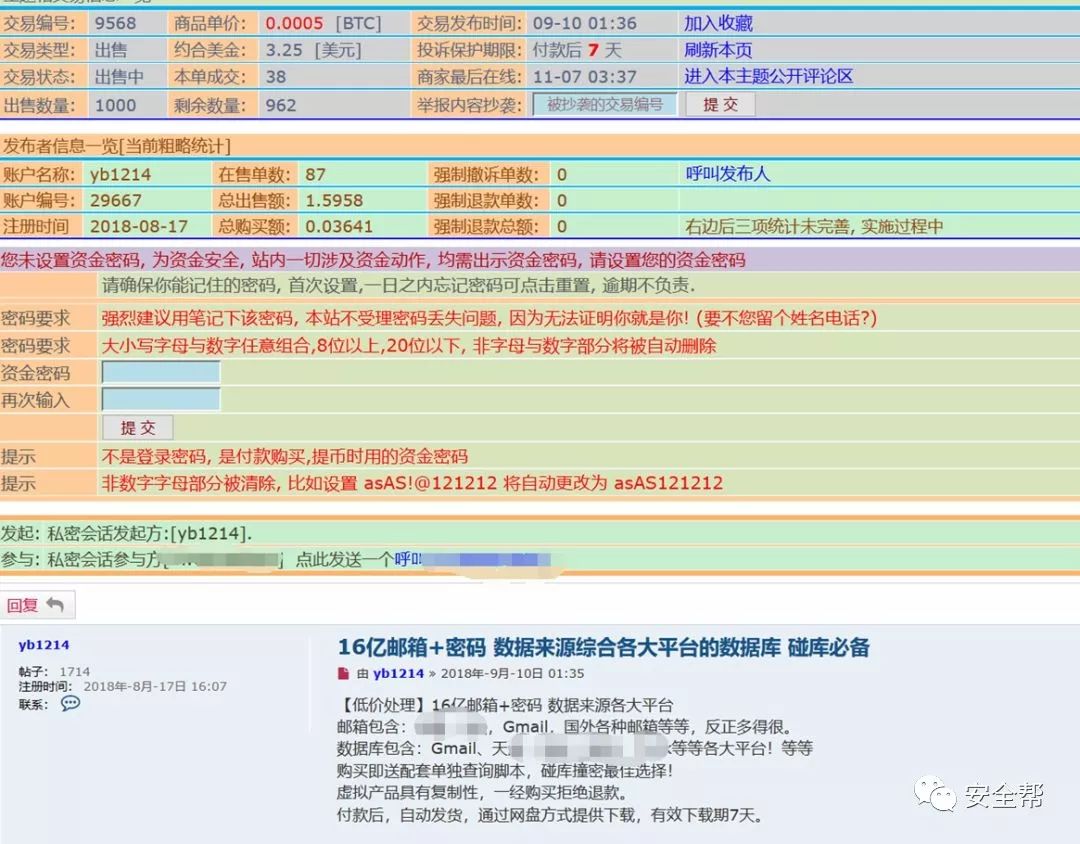 交易编号: 9568 商品单价: 0.0005 [BTC] 交易发布时间: 09-10 01:36 加入收藏
交易类型: 出售 约合美金: 3.25 [美元] 投诉保护期限: 付款后 7 天 刷新本页
交易状态: 出售中 本单成交: 38 商家最后在线: 11-07 03:37 进入本主题公开评论区
出售数量: 1000 剩余数量: 962 举报内容抄袭: 被抄袭的交易编号 提 交
发布者信息一览[当前粗略统计]
账户名称: yb1214 在售单数: 87 强制撤诉单数: 0 呼叫发布人
账户编号: 29667 总出售额: 1.5958 强制退款单数: 0
注册时间 2018-08-17 总购买额: 0.03641 强制退款总额: 0 右边后三项统计未完善, 实施过程中
您未设置资金密码, 为资金安全, 站内一切涉及资金动作, 均需出示资金密码, 请设置您的资金密码
请确保你能记住的密码, 首次设置,一日之内忘记密码可点击重置, 逾期不负责.
密码要求 强烈建议用笔记下该密码, 本站不受理密码丢失问题, 因为无法证明你就是你! (要不您留个姓名电话?)
密码要求 大小写字母与数字任意组合,8位以上,20位以下, 非字母与数字部分将被自动删除
资金密码
再次输入
提 交
提示 不是登录密码, 是付款购买,提币时用的资金密码
提示 非数字字母部分被清除, 比如设置 asAS!@121212 将自动更改为 asAS121212
发起: 私密会话发起方:[yb1214].
参与: 私密会话参与方[ ] 点此发送一个呼叫
回复
yb1214
帖子: 1714
注册时间: 2018年-8月-17日 16:07
联系:
16亿邮箱+密码 数据来源综合各大平台的数据库 碰库必备
由 yb1214 » 2018年-9月-10日 01:35
【低价处理】16亿邮箱+密码 数据来源各大平台
邮箱包含: , Gmail、国外各种邮箱等等，反正多得很。
数据库包含: Gmail、天 等等各大平台！等等
购买即送配套单独查询脚本，碰库撞密最佳选择！
虚拟产品具有复制性，一经购买拒绝退款。
付款后，自动发货，通过网盘方式提供下载，有效下载期7天。
安全帮